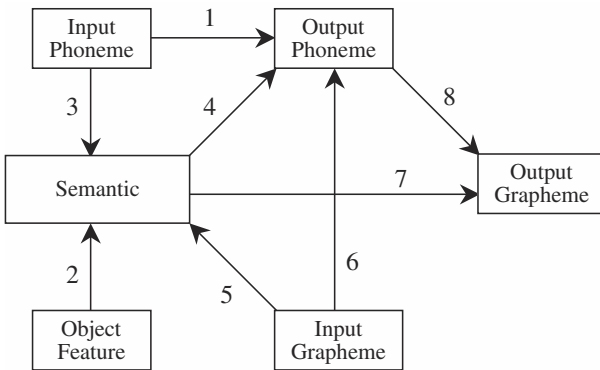 1
Input
Phoneme
Output
Phoneme
3
4
8
Semantic
7
Output
Grapheme
2
5
6
Object
Feature
Input
Grapheme